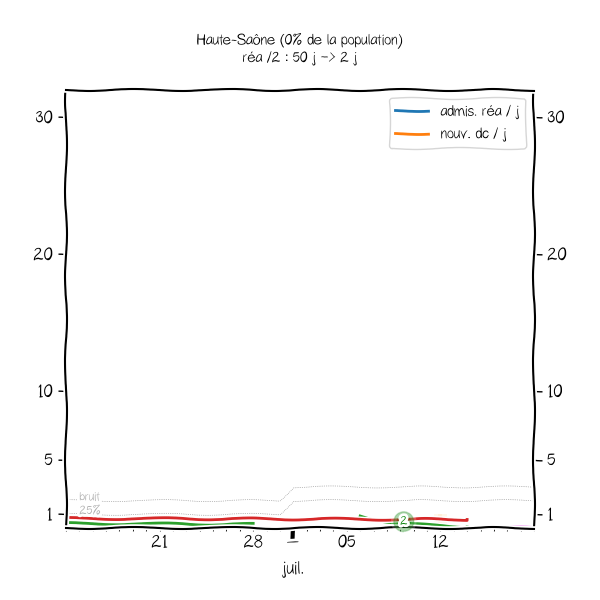 Haute-Saône (0% de la population)
réa /2 : 50 j -> 2 j
admis. réa / j
nouv. dc / j
30
30
20
20
10
10
5
5
bruit
25%
1
1
2
21
28
05
12
juil.